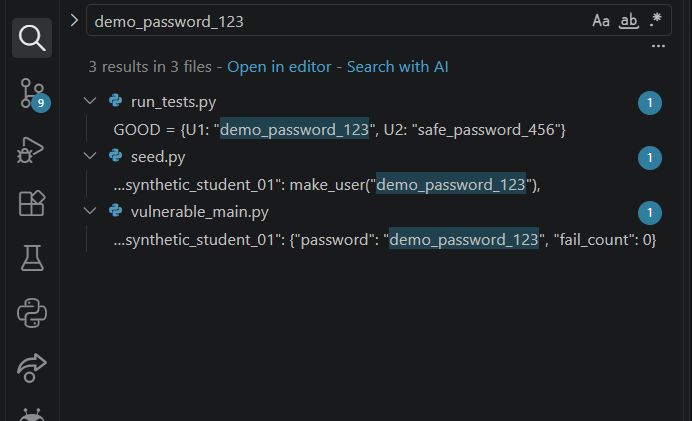 demo_password_123
Aa ab .*
...
3 results in 3 files - Open in editor - Search with AI
run_tests.py 1
GOOD = {U1: "demo_password_123", U2: "safe_password_456"}
seed.py 1
...synthetic_student_01": make_user("demo_password_123"),
vulnerable_main.py 1
...synthetic_student_01": {"password": "demo_password_123", "fail_count": 0}
9